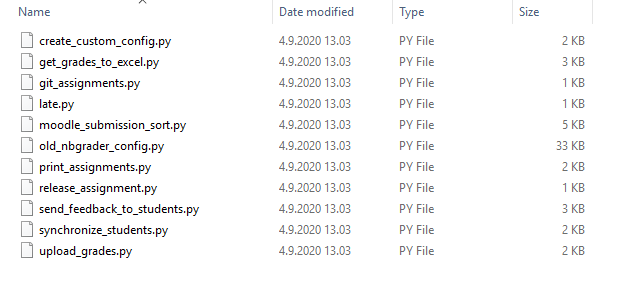 Name Date modified Type Size
create_custom_config.py 4.9.2020 13.03 PY File 2 KB
get_grades_to_excel.py 4.9.2020 13.03 PY File 3 KB
git_assignments.py 4.9.2020 13.03 PY File 1 KB
late.py 4.9.2020 13.03 PY File 1 KB
moodle_submission_sort.py 4.9.2020 13.03 PY File 5 KB
old_nbgrader_config.py 4.9.2020 13.03 PY File 33 KB
print_assignments.py 4.9.2020 13.03 PY File 2 KB
release_assignment.py 4.9.2020 13.03 PY File 1 KB
send_feedback_to_students.py 4.9.2020 13.03 PY File 3 KB
synchronize_students.py 4.9.2020 13.03 PY File 2 KB
upload_grades.py 4.9.2020 13.03 PY File 2 KB